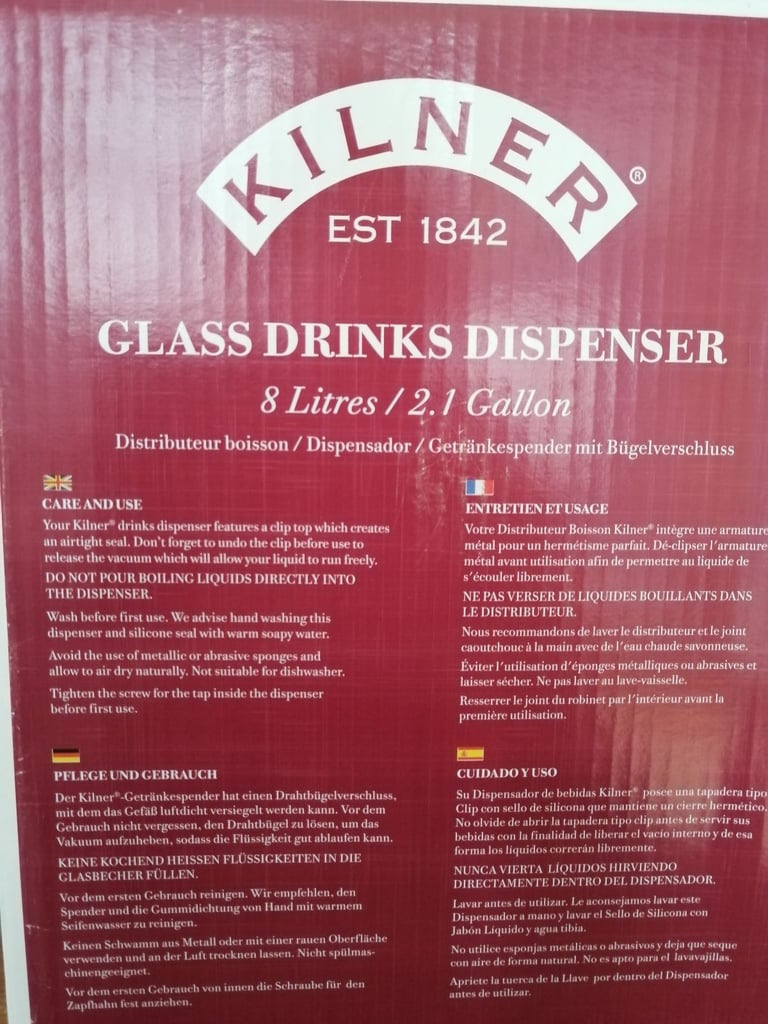 KILNER®
EST 1842
GLASS DRINKS DISPENSER
8 Litres / 2.1 Gallon
Distributeur boisson / Dispensador / Getränkespender mit Bügelverschluss
CARE AND USE
Your Kilner® drinks dispenser features a clip top which creates
an airtight seal. Don't forget to undo the clip before use to
release the vacuum which will allow your liquid to run freely.
DO NOT POUR BOILING LIQUIDS DIRECTLY INTO
THE DISPENSER.
Wash before first use. We advise hand washing this
dispenser and silicone seal with warm soapy water.
Avoid the use of metallic or abrasive sponges and
allow to air dry naturally. Not suitable for dishwasher.
Tighten the screw for the tap inside the dispenser
before first use.
ENTRETIEN ET USAGE
Votre Distributeur Boisson Kilner® intègre une armature
métal pour un hermétisme parfait. Dé-clipser l'armature
métal avant utilisation afin de permettre au liquide de
s'écouler librement.
NE PAS VERSER DE LIQUIDES BOUILLANTS DANS
LE DISTRIBUTEUR.
Nous recommandons de laver le distributeur et le joint
caoutchouc à la main avec de l'eau chaude savonneuse.
Éviter l'utilisation d'éponges métalliques ou abrasives et
laisser sécher. Ne pas laver au lave-vaisselle.
Resserrer le joint du robinet par l'intérieur avant la
première utilisation.
PFLEGE UND GEBRAUCH
Der Kilner®-Getränkespender hat einen Drahtbügelverschluss,
mit dem das Gefäß luftdicht versiegelt werden kann. Vor dem
Gebrauch nicht vergessen, den Drahtbügel zu lösen, um das
Vakuum aufzuheben, sodass die Flüssigkeit gut ablaufen kann.
KEINE KOCHEND HEISSEN FLÜSSIGKEITEN IN DIE
GLASBECHER FÜLLEN.
Vor dem ersten Gebrauch reinigen. Wir empfehlen, den
Spender und die Gummidichtung von Hand mit warmem
Seifenwasser zu reinigen.
Keinen Schwamm aus Metall oder mit einer rauen Oberfläche
verwenden und an der Luft trocknen lassen. Nicht spülmas-
chinengeeignet.
Vor dem ersten Gebrauch von innen die Schraube für den
Zapfhahn fest anziehen.
CUIDADO Y USO
Su Dispensador de bebidas Kilner® posce una tapadera tipo
Clip con sello de silicona que mantiene un cierre hermético.
No olvide de abrir la tapadera tipo clip antes de servir sus
bebidas con la finalidad de liberar el vacío interno y de esa
forma los líquidos correrán libremente.
NUNCA VIERTA LÍQUIDOS HIRVIENDO
DIRECTAMENTE DENTRO DEL DISPENSADOR.
Lavar antes de utilizar. Le aconsejamos lavar este
Dispensador a mano y lavar el Sello de Silicona con
Jabón Líquido y agua tibia.
No utilice esponjas metálicas o abrasivos y deja que seque
con aire de forma natural. No es apto para el lavavajillas.
Apriete la tuerca de la Llave por dentro del Dispensador
antes de utilizar.